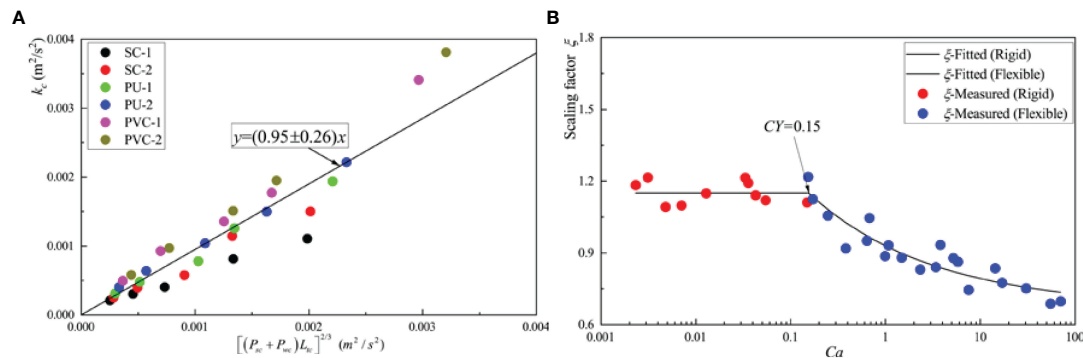 A
k_c (m²/s²)
0.004
0.003
0.002
0.001
0.000
SC-1
SC-2
PU-1
PU-2
PVC-1
PVC-2
y=(0.95±0.26)x
0.000 0.001 0.002 0.003 0.004
[(P_sc + P_wc)L_tc]^2/3 (m²/s²)
B
Scaling factor ξ
1.8
1.5
1.2
0.9
0.6
ξ-Fitted (Rigid)
ξ-Fitted (Flexible)
ξ-Measured (Rigid)
ξ-Measured (Flexible)
CY=0.15
0.001 0.01 0.1 1 10 100
Ca